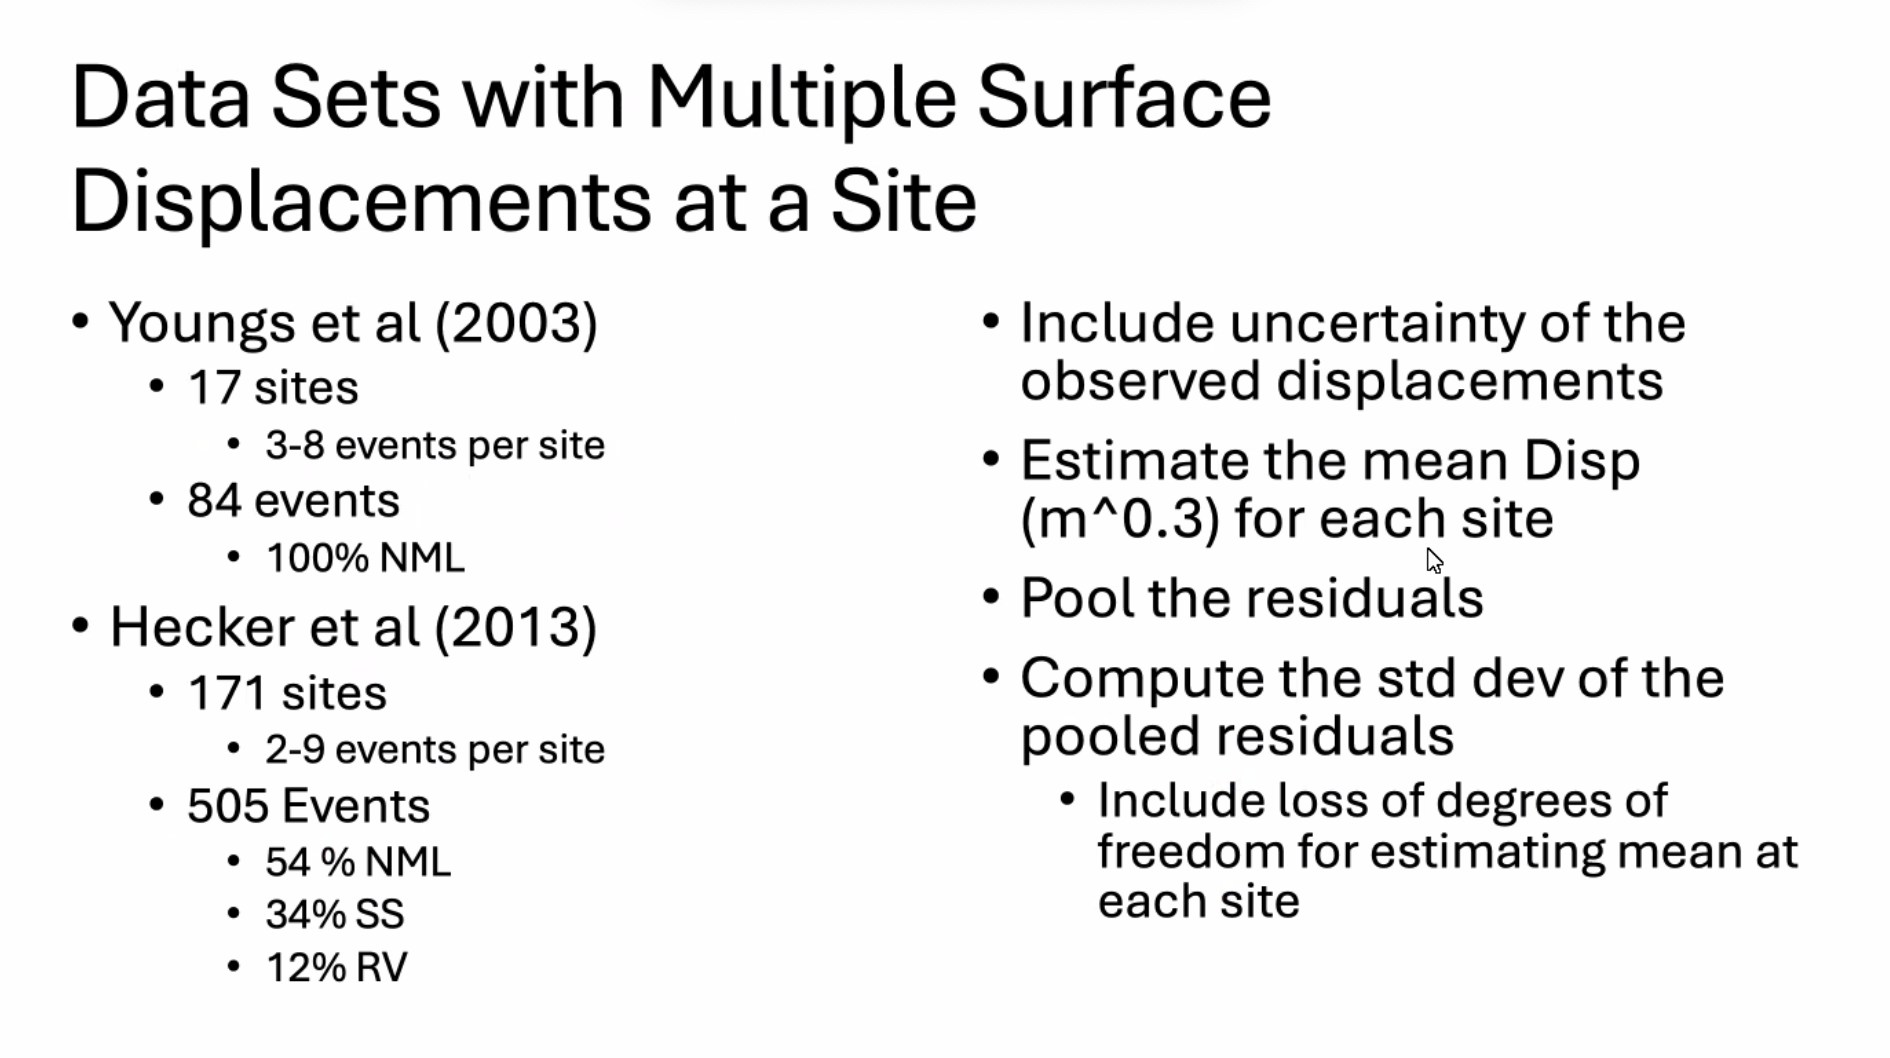 Data Sets with Multiple Surface
Displacements at a Site
• Youngs et al (2003)
• 17 sites
• 3-8 events per site
• 84 events
• 100% NML
• Hecker et al (2013)
• 171 sites
• 2-9 events per site
• 505 Events
• 54 % NML
• 34% SS
• 12% RV
• Include uncertainty of the
observed displacements
• Estimate the mean Disp
(m^0.3) for each site
• Pool the residuals
• Compute the std dev of the
pooled residuals
• Include loss of degrees of
freedom for estimating mean at
each site